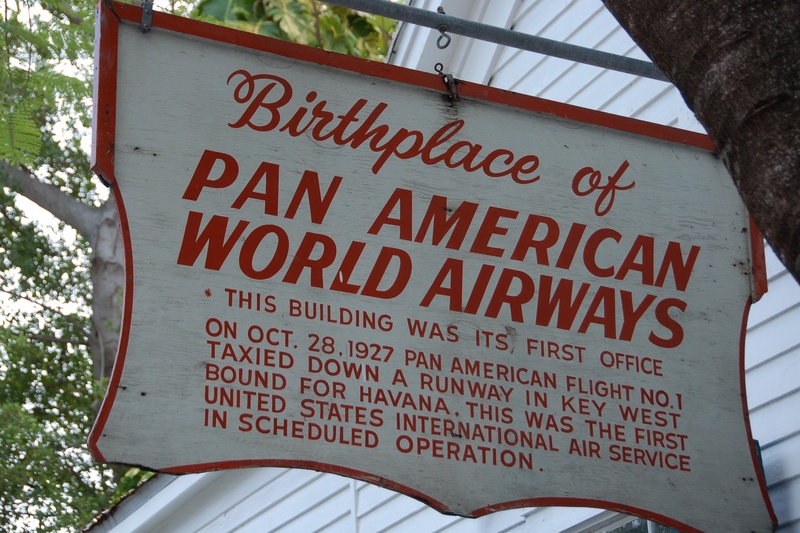 Birthplace of
PAN AMERICAN
WORLD AIRWAYS
THIS BUILDING WAS ITS FIRST OFFICE
ON OCT. 28, 1927 PAN AMERICAN FLIGHT NO.1
TAXIED DOWN A RUNWAY IN KEY WEST
BOUND FOR HAVANA. THIS WAS THE FIRST
UNITED STATES INTERNATIONAL AIR SERVICE
IN SCHEDULED OPERATION.